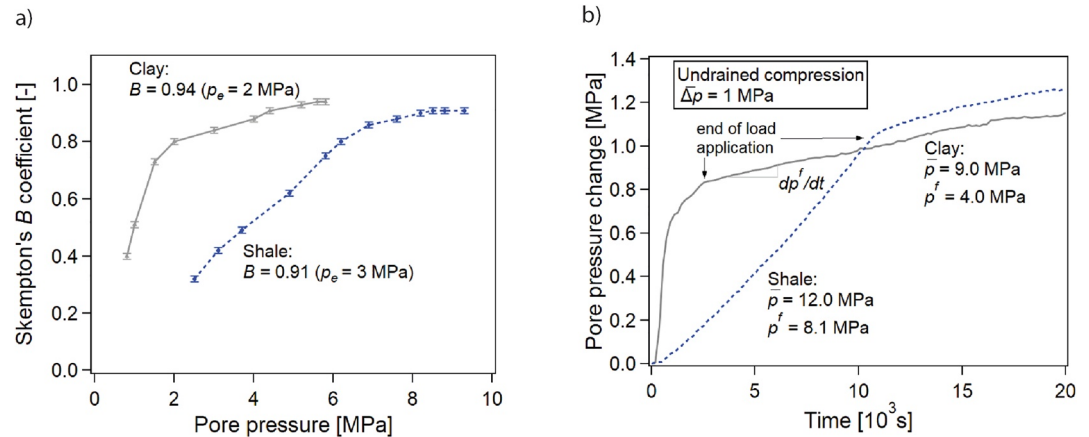 a)
Skempton's B coefficient [-]
1.0
0.8
0.6
0.4
0.2
0.0
Clay:
B = 0.94 (pe = 2 MPa)
Shale:
B = 0.91 (pe = 3 MPa)
0 2 4 6 8 10
Pore pressure [MPa]
b)
Pore pressure change [MPa]
1.4
1.2
1.0
0.8
0.6
0.4
0.2
0.0
Undrained compression
Δp̄ = 1 MPa
end of load
application
dp^f/dt
Clay:
p̄ = 9.0 MPa
p^f = 4.0 MPa
Shale:
p̄ = 12.0 MPa
p^f = 8.1 MPa
0 5 10 15 20
Time [10³s]